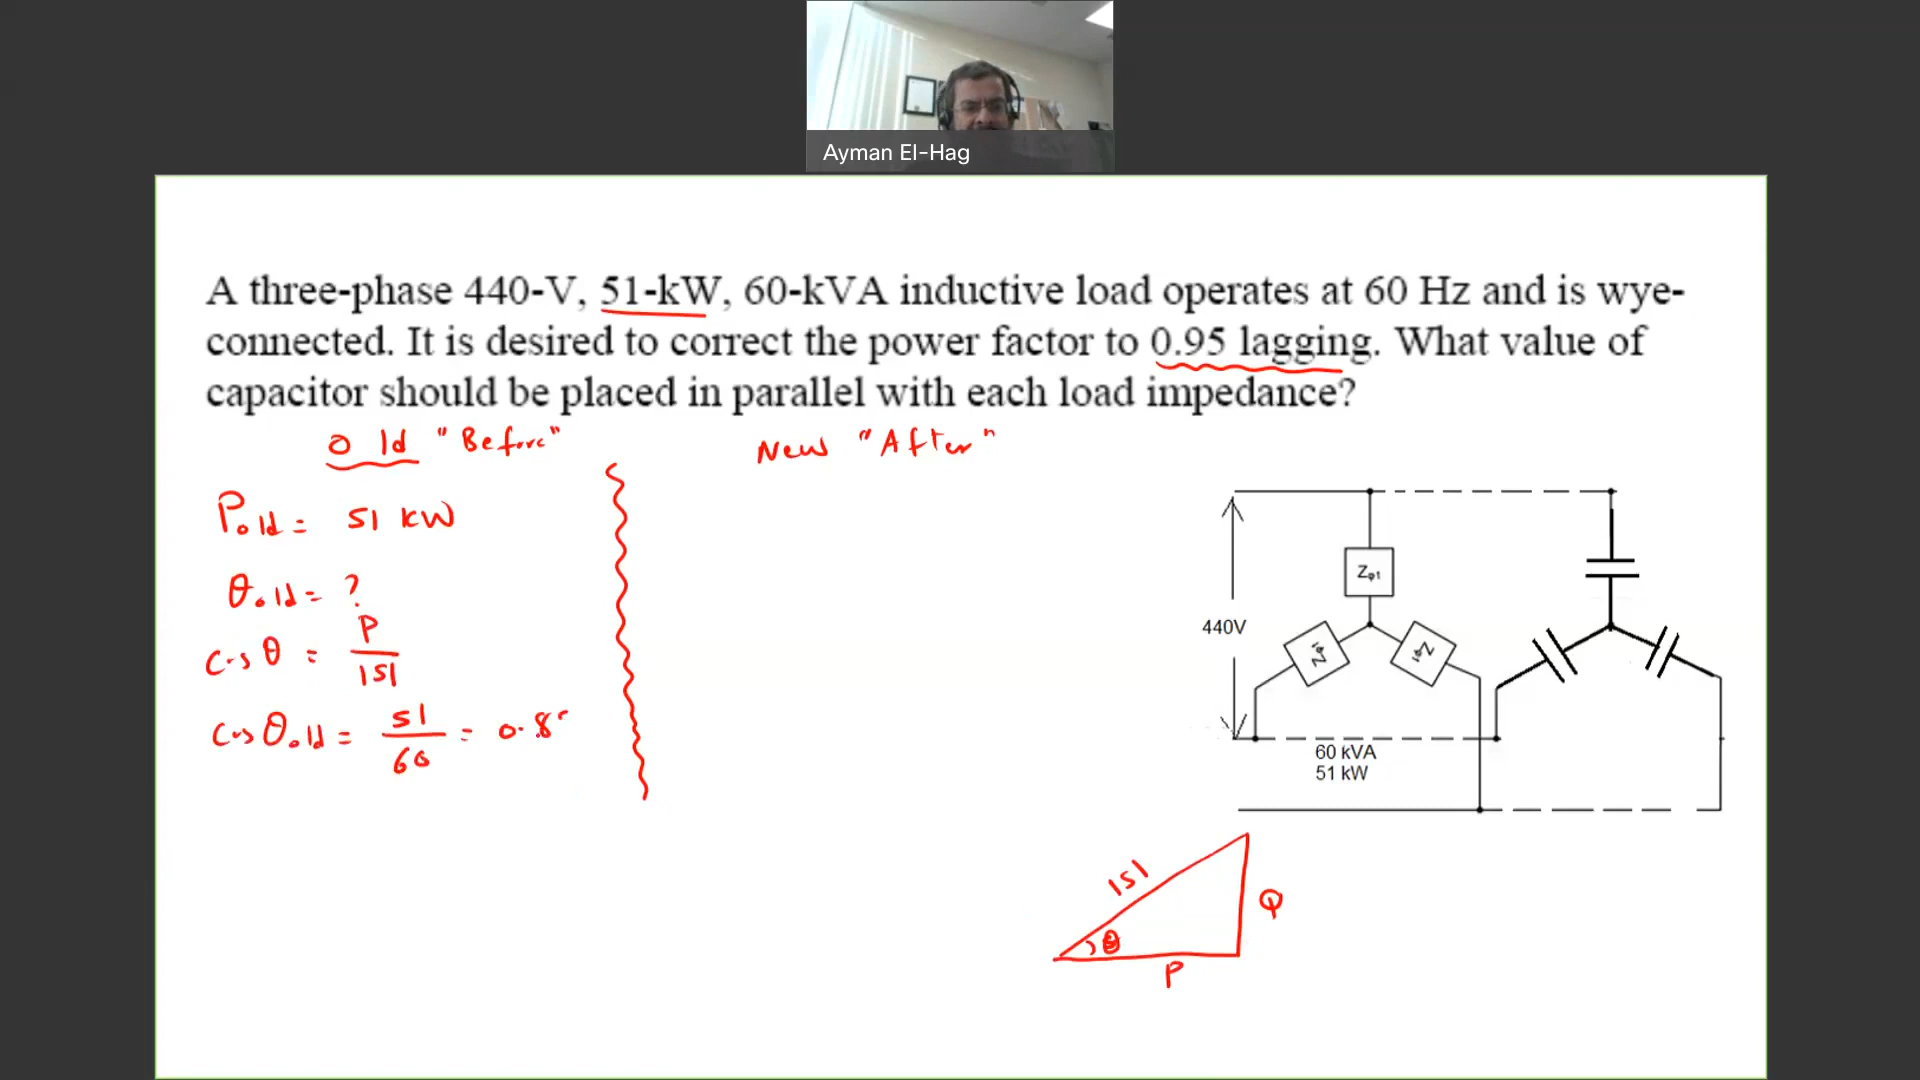 Ayman El-Hag
A three-phase 440-V, 51-kW, 60-kVA inductive load operates at 60 Hz and is wye-
connected. It is desired to correct the power factor to 0.95 lagging. What value of
capacitor should be placed in parallel with each load impedance?
Old "Before"
New "After"
Pold = 51 kW
θold = ?
cos θ = P / |S|
cos θold = 51 / 60 = 0.8
440V
Zφ1
Zφ1
Zφ1
60 kVA
51 kW
|S|
Q
θ
P